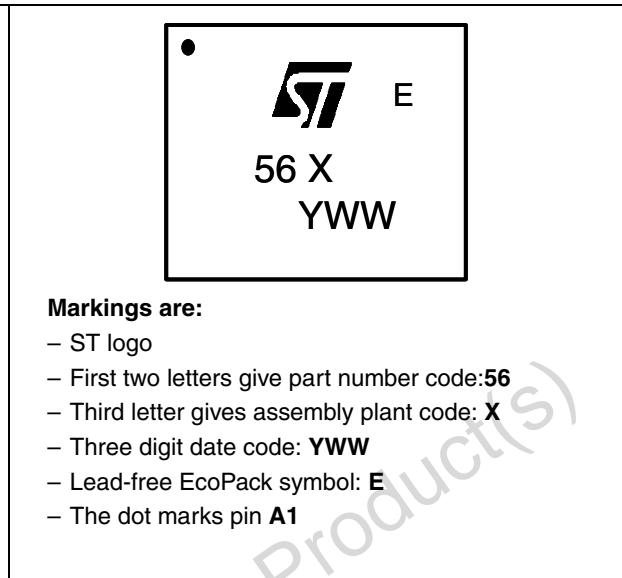 ST E
56 X
YWW
Markings are:
– ST logo
– First two letters give part number code:56
– Third letter gives assembly plant code: X
– Three digit date code: YWW
– Lead-free EcoPack symbol: E
– The dot marks pin A1
Product(s)